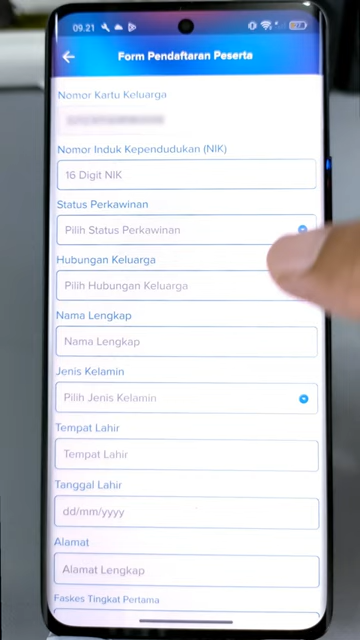 09.21
Form Pendaftaran Peserta
Nomor Kartu Keluarga
Nomor Induk Kependudukan (NIK)
16 Digit NIK
Status Perkawinan
Pilih Status Perkawinan
Hubungan Keluarga
Pilih Hubungan Keluarga
Nama Lengkap
Nama Lengkap
Jenis Kelamin
Pilih Jenis Kelamin
Tempat Lahir
Tempat Lahir
Tanggal Lahir
dd/mm/yyyy
Alamat
Alamat Lengkap
Faskes Tingkat Pertama